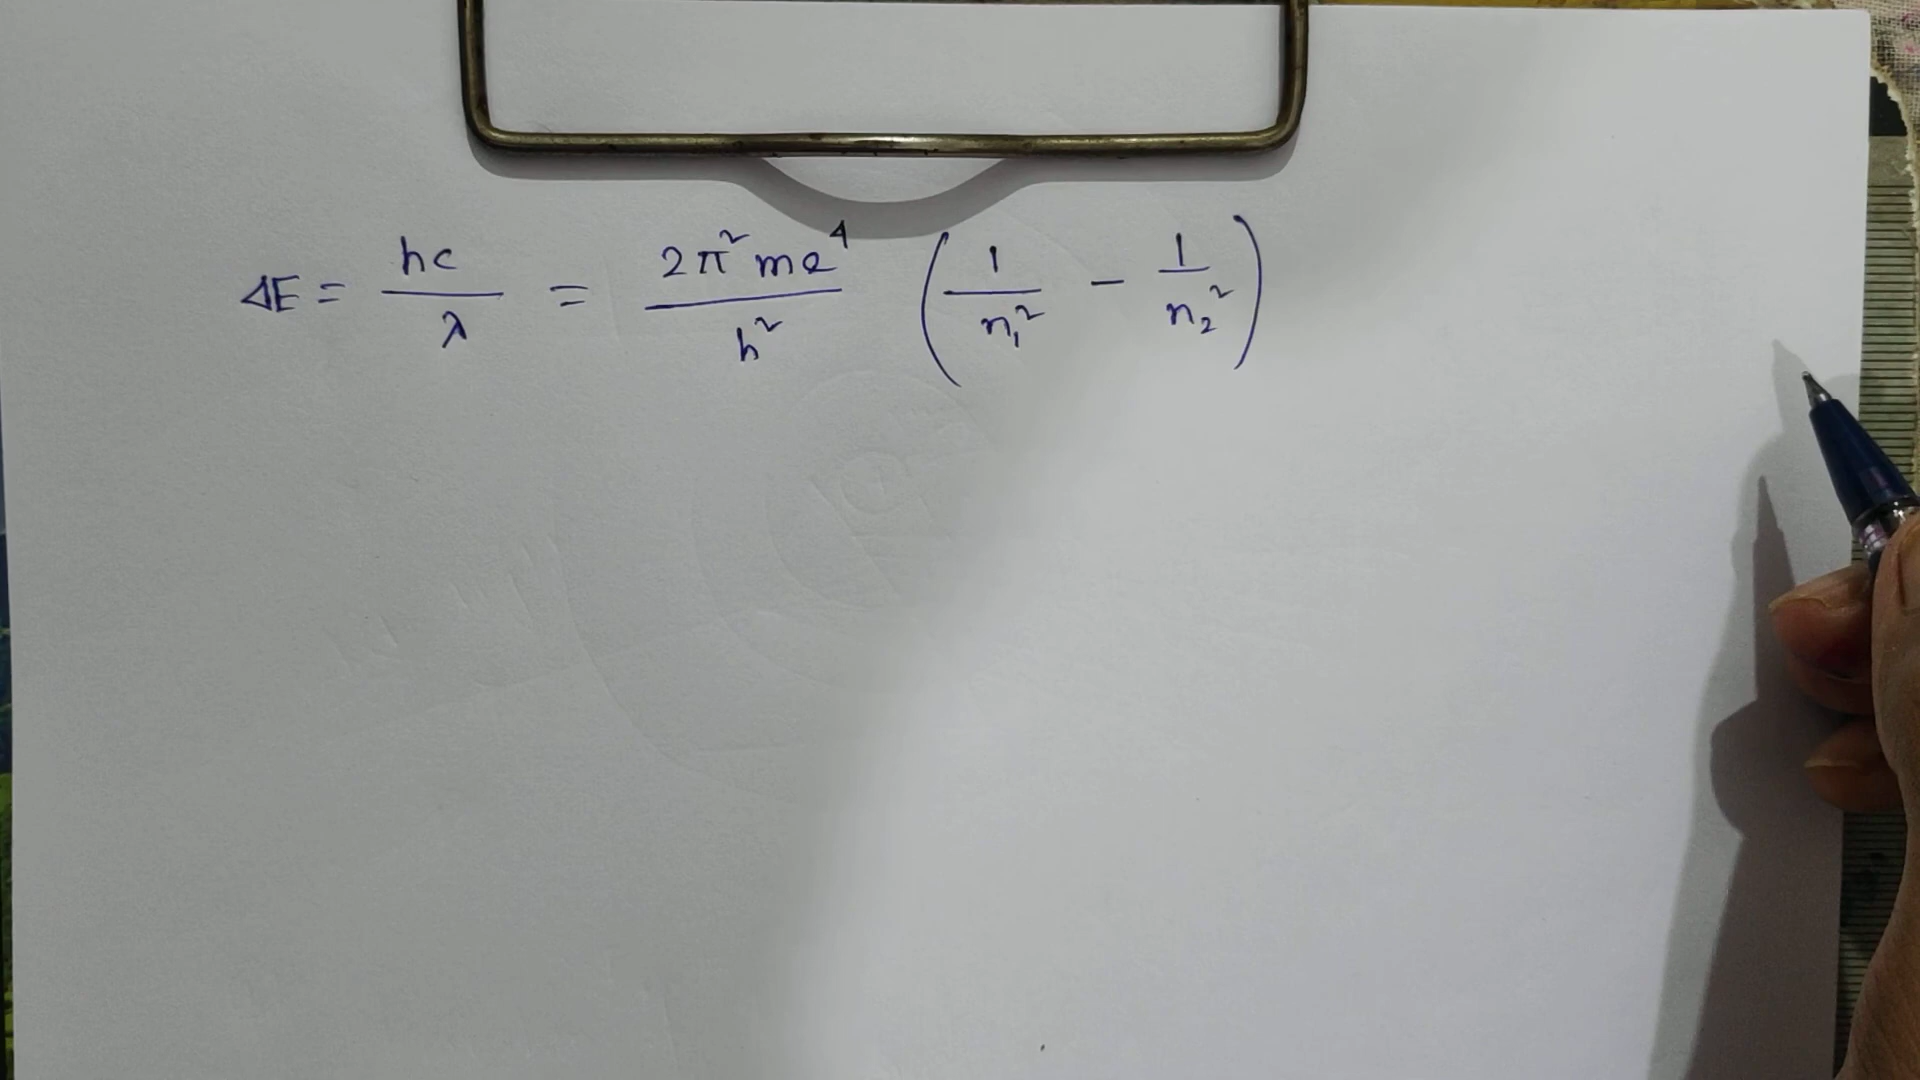 ΔE = hc/λ = 2π²me⁴/h² (1/n₁² − 1/n₂²)